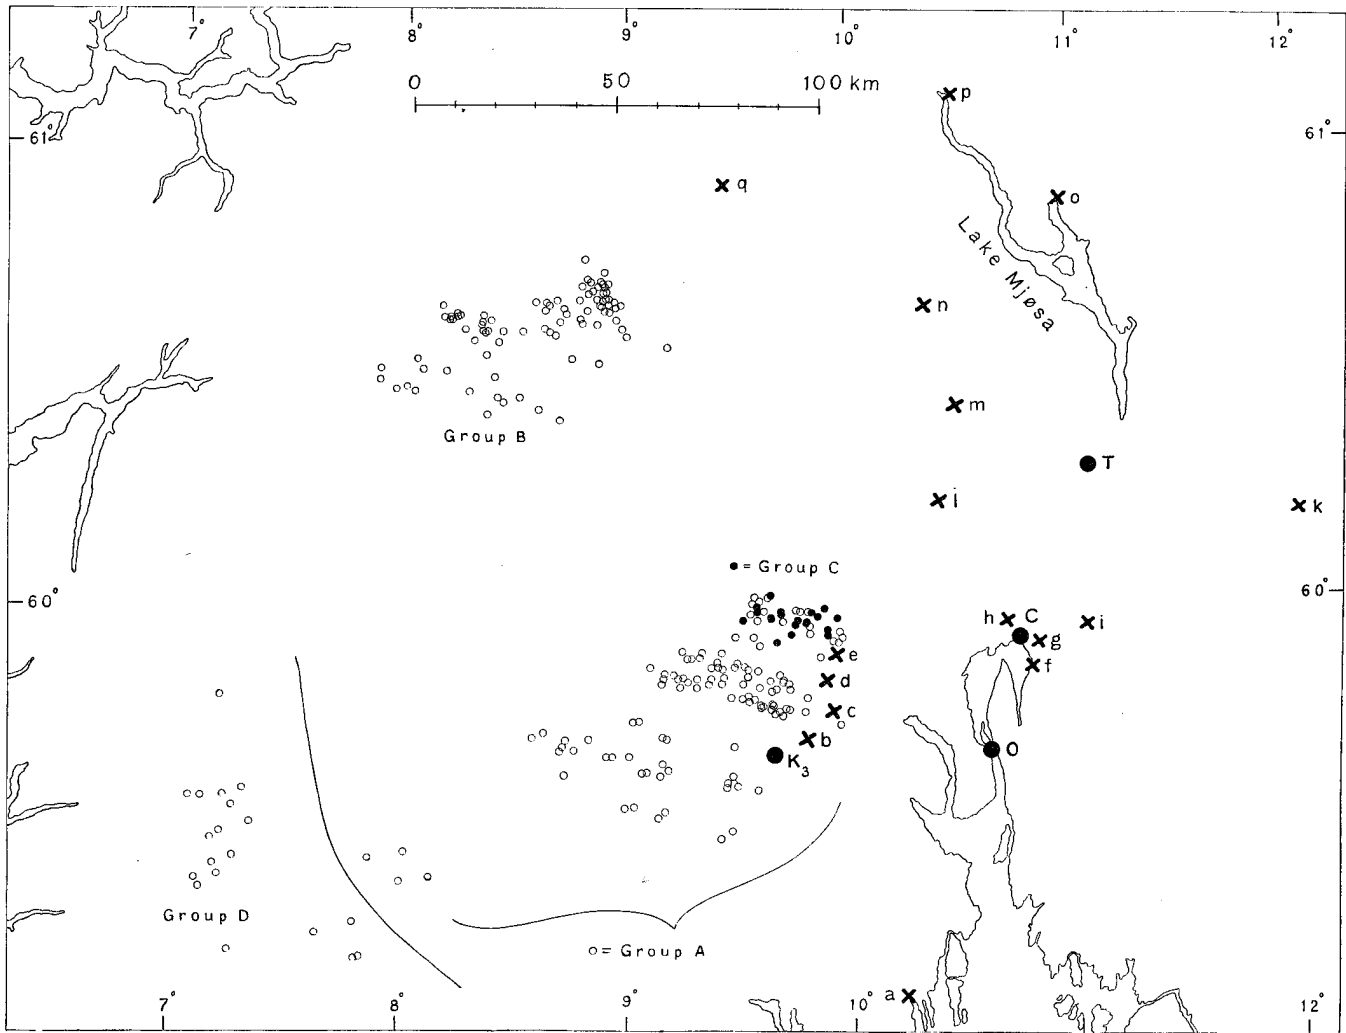 7°
8°
9°
10°
11°
12°
0 50 100 km
p
61°
61°
q
o
Lake Mjøsa
n
m
Group B
T
j
k
• = Group C
60°
60°
h
C
i
g
e
f
d
c
b
O
K3
Group D
○ = Group A
a
7°
8°
9°
10°
11°
12°